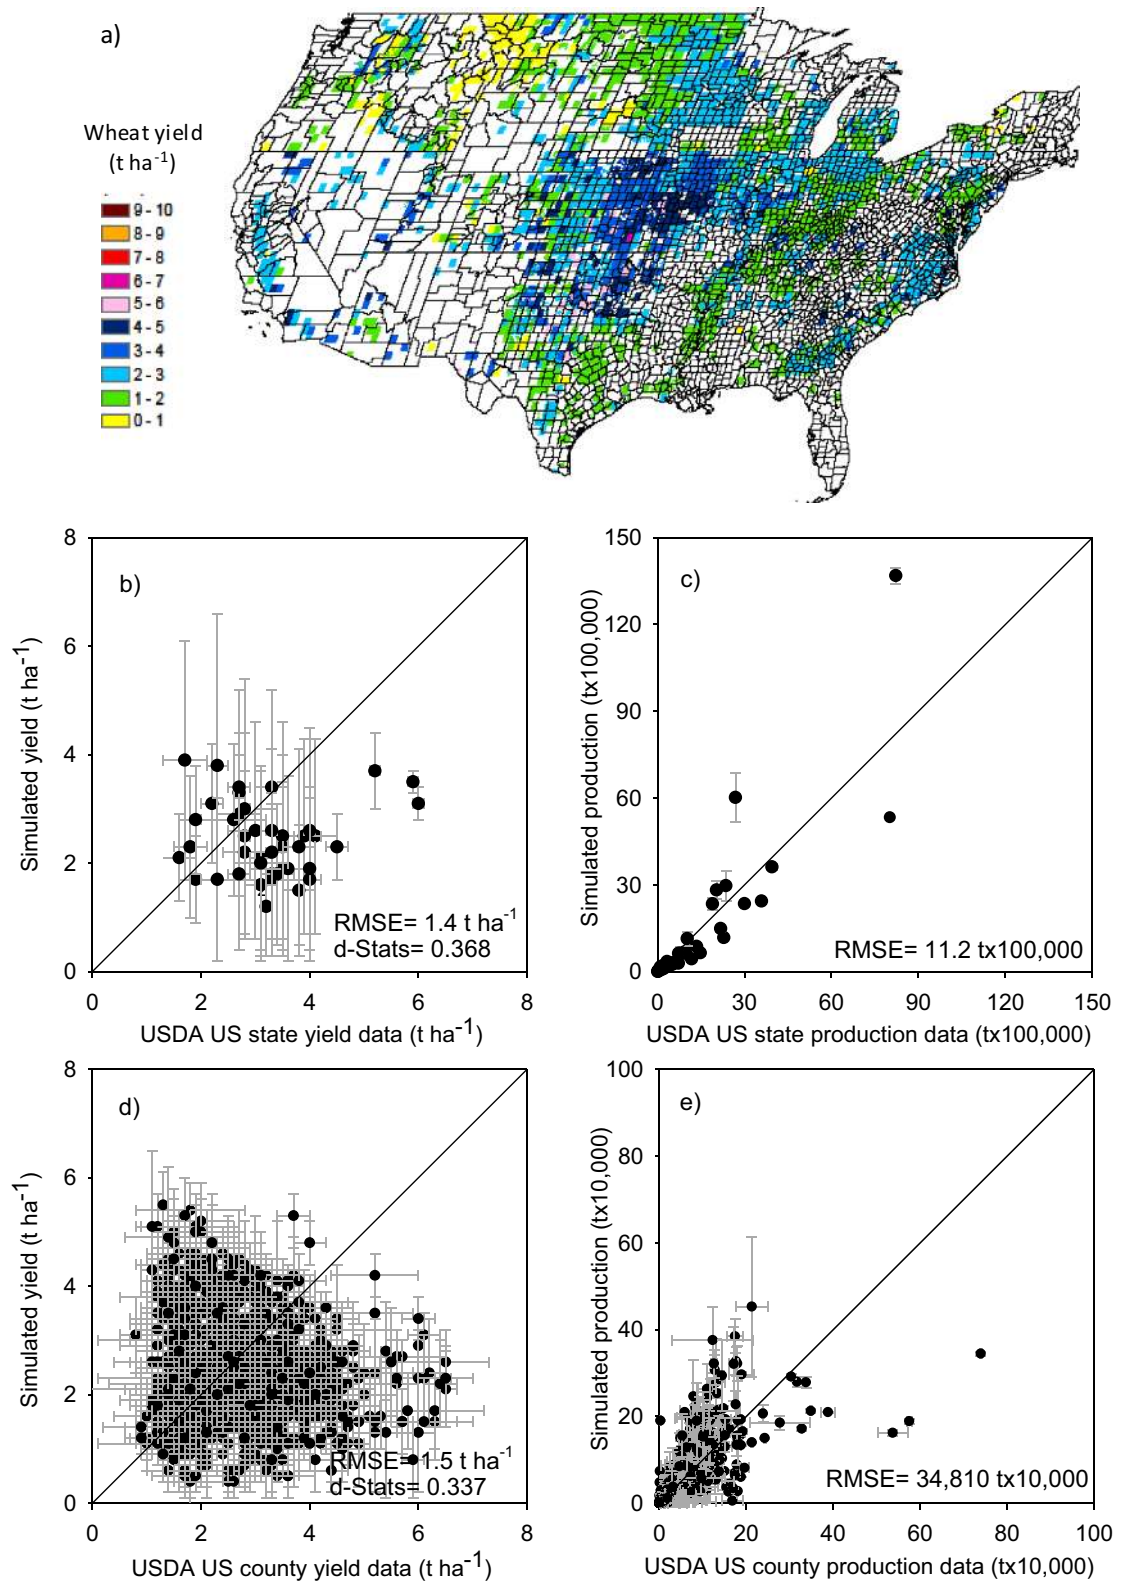 a)
Wheat yield
(t ha-1)
9 - 10
8 - 9
7 - 8
6 - 7
5 - 6
4 - 5
3 - 4
2 - 3
1 - 2
0 - 1
b)
8
6
4
2
0
Simulated yield (t ha-1)
RMSE= 1.4 t ha-1
d-Stats= 0.368
0 2 4 6 8
USDA US state yield data (t ha-1)
c)
150
120
90
60
30
0
Simulated production (tx100,000)
RMSE= 11.2 tx100,000
0 30 60 90 120 150
USDA US state production data (tx100,000)
d)
8
6
4
2
0
Simulated yield (t ha-1)
RMSE= 1.5 t ha-1
d-Stats= 0.337
0 2 4 6 8
USDA US county yield data (t ha-1)
e)
100
80
60
40
20
0
Simulated production (tx10,000)
RMSE= 34,810 tx10,000
0 20 40 60 80 100
USDA US county production data (tx10,000)